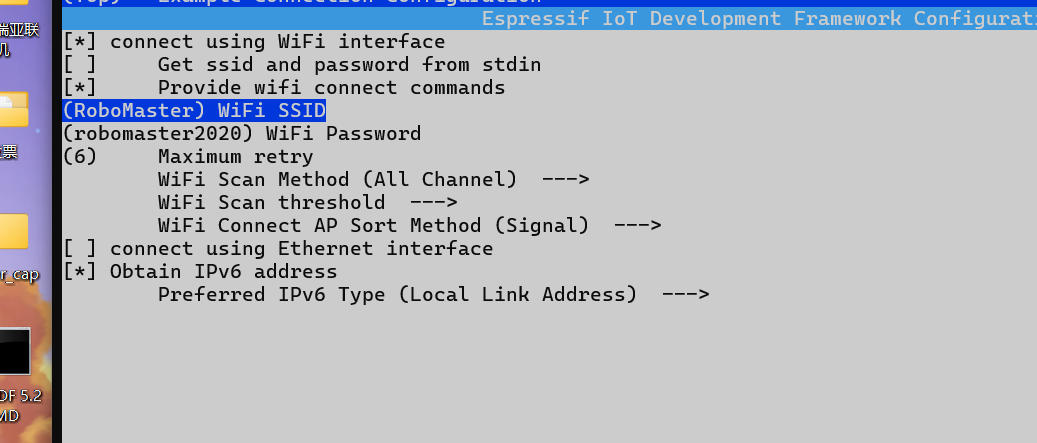 (Top) Example Connection Configuration
Espressif IoT Development Framework Configurati
[*] connect using WiFi interface
[ ]     Get ssid and password from stdin
[*]     Provide wifi connect commands
(RoboMaster) WiFi SSID
(robomaster2020) WiFi Password
(6)     Maximum retry
        WiFi Scan Method (All Channel)  --->
        WiFi Scan threshold  --->
        WiFi Connect AP Sort Method (Signal)  --->
[ ] connect using Ethernet interface
[*] Obtain IPv6 address
        Preferred IPv6 Type (Local Link Address)  --->
瑞亚联
机
票
r_cap
DF 5.2
MD